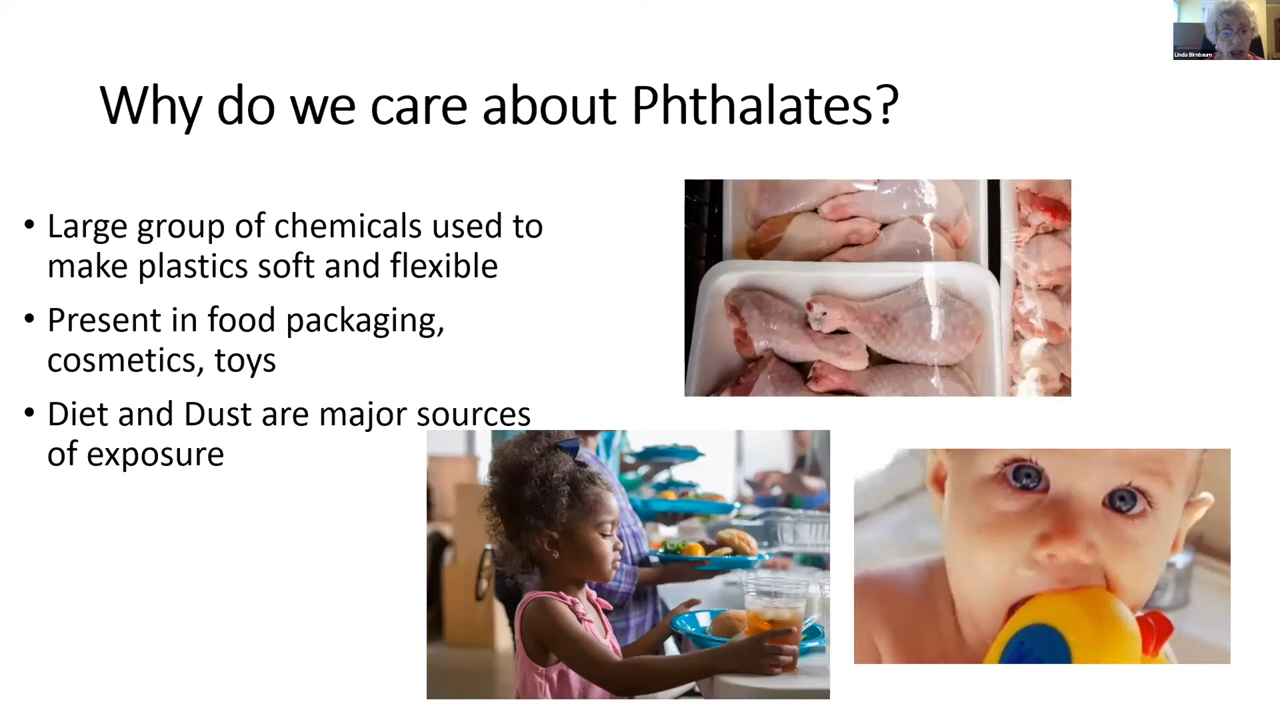 Linda Birnbaum
Why do we care about Phthalates?
• Large group of chemicals used to
make plastics soft and flexible
• Present in food packaging,
cosmetics, toys
• Diet and Dust are major sources
of exposure